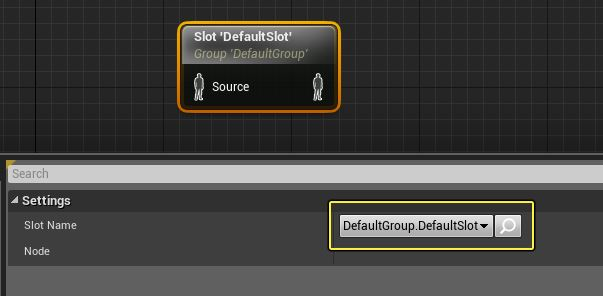 Slot 'DefaultSlot'
Group 'DefaultGroup'
Source
Search
Settings
Slot Name
DefaultGroup.DefaultSlot
Node